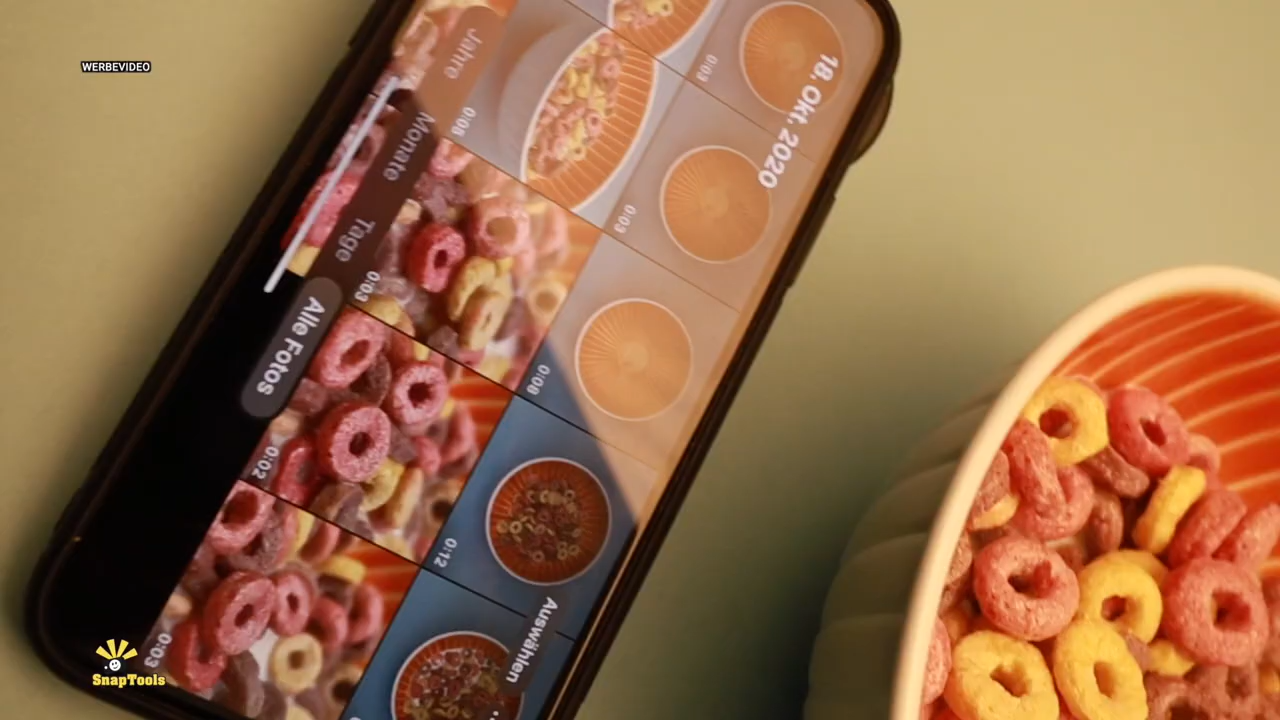 WERBEVIDEO
18. Okt. 2020
Auswählen
0:03
0:08
0:03
0:03
0:08
0:02
0:12
0:03
Jahre
Monate
Tage
Alle Fotos
SnapTools